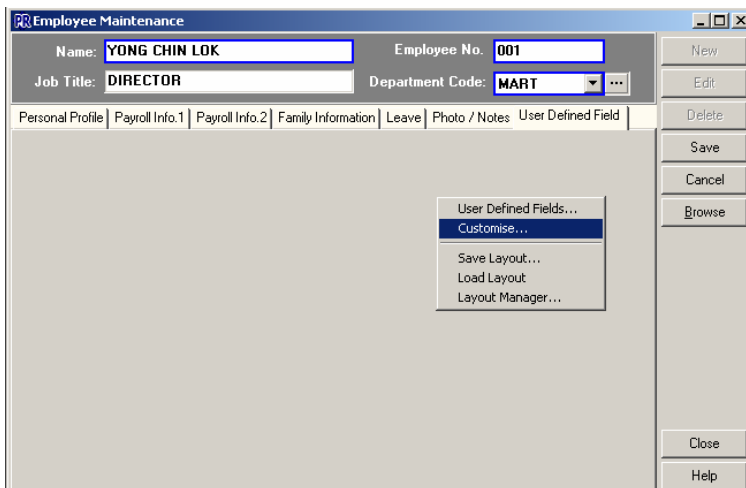 PR Employee Maintenance
Name: YONG CHIN LOK Employee No. 001 New
Job Title: DIRECTOR Department Code: MART ... Edit
Personal Profile Payroll Info.1 Payroll Info.2 Family Information Leave Photo / Notes User Defined Field Delete
Save
Cancel
User Defined Fields... Browse
Customise...
Save Layout...
Load Layout
Layout Manager...
Close
Help